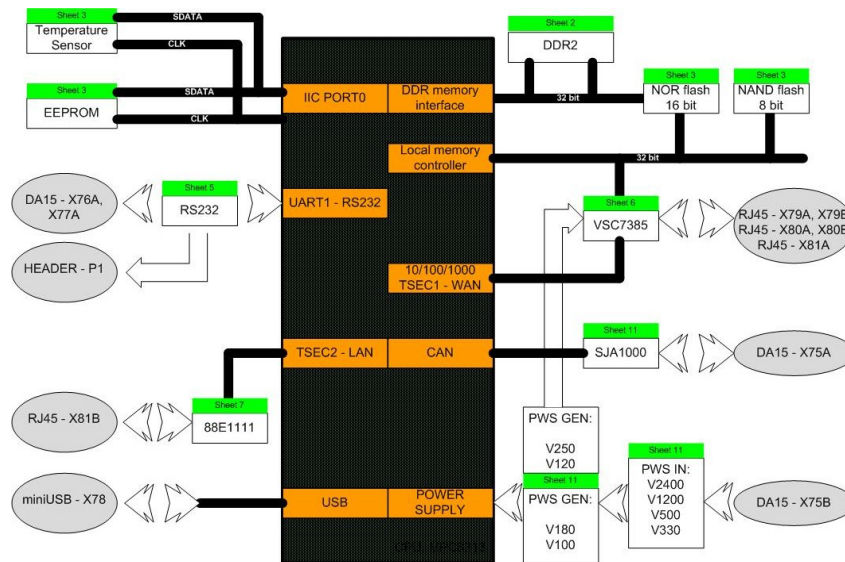 Sheet 3
Temperature
Sensor
SDATA
CLK
Sheet 3
EEPROM
SDATA
CLK
IIC PORT0
DDR memory
interface
Sheet 2
DDR2
32 bit
Sheet 3
NOR flash
16 bit
Sheet 3
NAND flash
8 bit
Local memory
controller
32 bit
DA15 - X76A,
X77A
Sheet 5
RS232
UART1 - RS232
HEADER - P1
Sheet 6
VSC7385
RJ45 - X79A, X79B
RJ45 - X80A, X80B
RJ45 - X81A
10/100/1000
TSEC1 - WAN
TSEC2 - LAN
CAN
Sheet 11
SJA1000
DA15 - X75A
RJ45 - X81B
Sheet 7
88E1111
PWS GEN:
V250
V120
miniUSB - X78
USB
POWER
SUPPLY
Sheet 11
PWS GEN:
V180
V100
Sheet 11
PWS IN:
V2400
V1200
V500
V330
DA15 - X75B